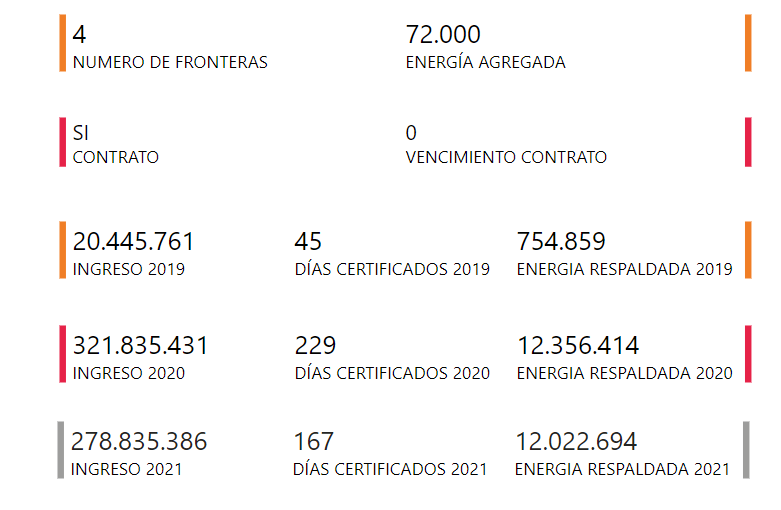 4 72.000
NUMERO DE FRONTERAS ENERGÍA AGREGADA
SI 0
CONTRATO VENCIMIENTO CONTRATO
20.445.761 45 754.859
INGRESO 2019 DÍAS CERTIFICADOS 2019 ENERGIA RESPALDADA 2019
321.835.431 229 12.356.414
INGRESO 2020 DÍAS CERTIFICADOS 2020 ENERGIA RESPALDADA 2020
278.835.386 167 12.022.694
INGRESO 2021 DÍAS CERTIFICADOS 2021 ENERGIA RESPALDADA 2021